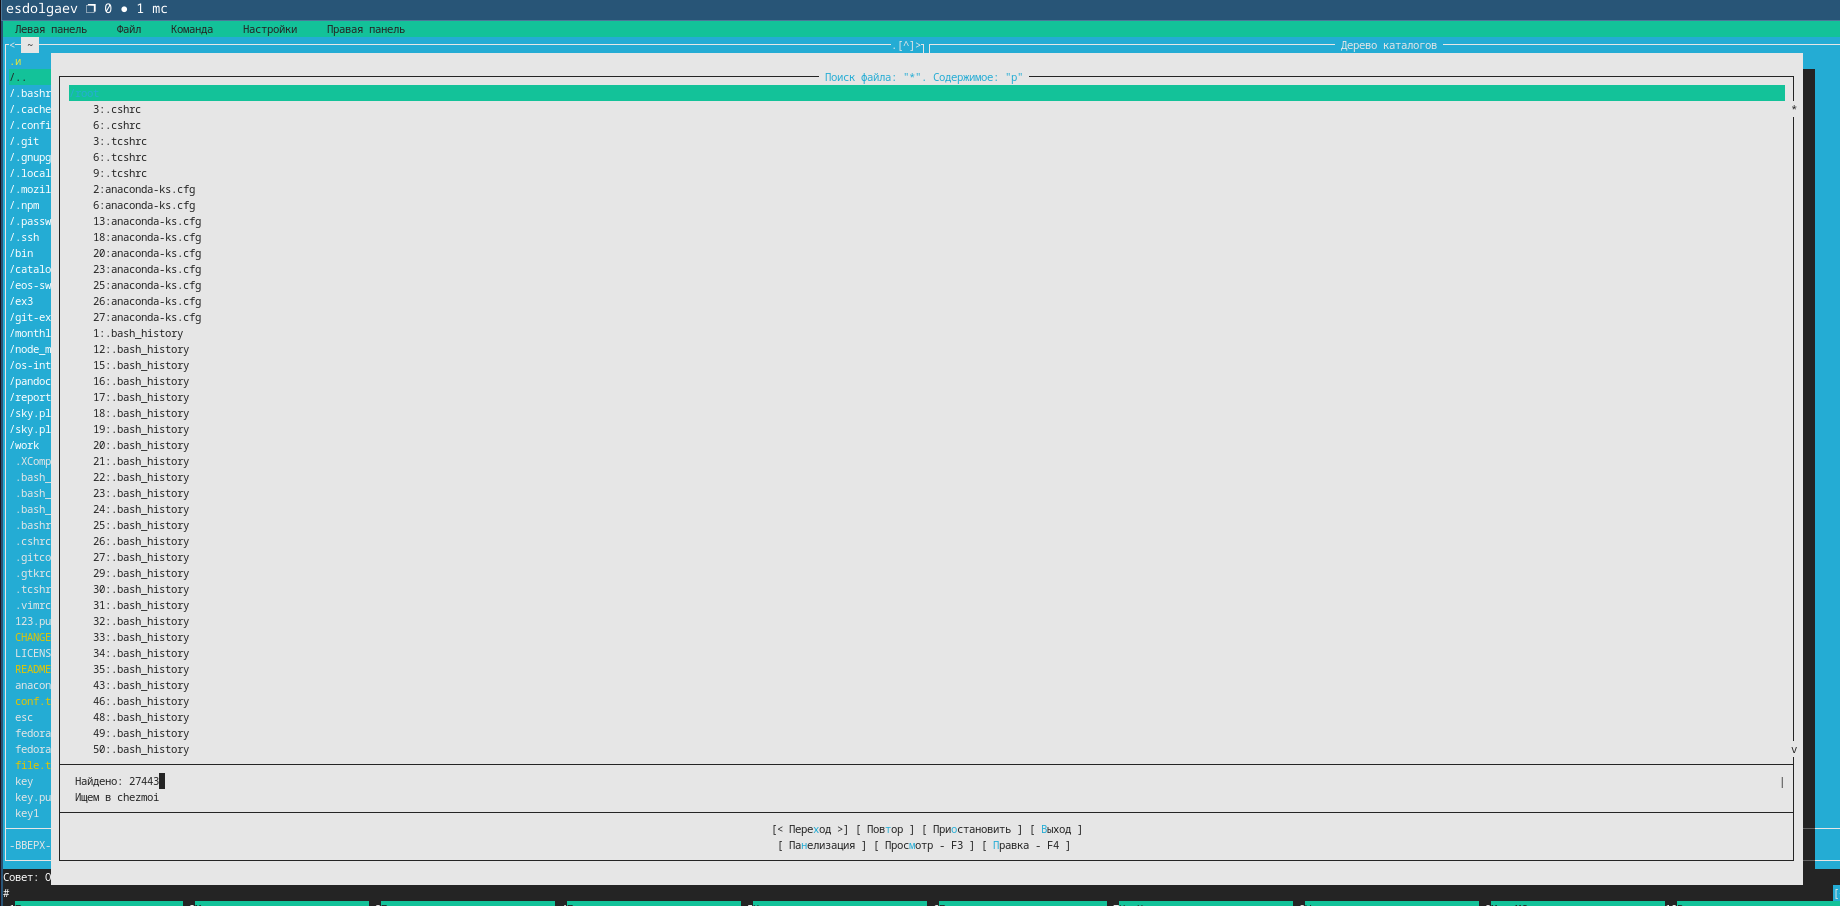 esdolgaev ❐ 0 ● 1 mc
Левая панель Файл Команда Настройки Правая панель
<─ ~ .[^]> Дерево каталогов
.и
/..
Поиск файла: "*". Содержимое: "p"
/.bashr
/.cache 3:.cshrc
/.confi 6:.cshrc
/.git 3:.tcshrc
/.gnupg 6:.tcshrc
/.local 9:.tcshrc
/.mozil 2:anaconda-ks.cfg
/.npm 6:anaconda-ks.cfg
/.passw 13:anaconda-ks.cfg
/.ssh 18:anaconda-ks.cfg
/bin 20:anaconda-ks.cfg
/catalo 23:anaconda-ks.cfg
/eos-sw 25:anaconda-ks.cfg
/ex3 26:anaconda-ks.cfg
/git-ex 27:anaconda-ks.cfg
/monthl 1:.bash_history
/node_m 12:.bash_history
/os-int 15:.bash_history
/pandoc 16:.bash_history
/report 17:.bash_history
/sky.pl 18:.bash_history
/sky.pl 19:.bash_history
/work 20:.bash_history
.XComp 21:.bash_history
.bash_ 22:.bash_history
.bash_ 23:.bash_history
.bash_ 24:.bash_history
.bashr 25:.bash_history
.cshrc 26:.bash_history
.gitco 27:.bash_history
.gtkrc 29:.bash_history
.tcshr 30:.bash_history
.vimrc 31:.bash_history
123.pu 32:.bash_history
CHANGE 33:.bash_history
LICENS 34:.bash_history
README 35:.bash_history
anacon 43:.bash_history
conf.t 46:.bash_history
esc 48:.bash_history
fedora 49:.bash_history
fedora 50:.bash_history
file.t
key Найдено: 27443 |
key.pu Ищем в chezmoi
key1
[< Переход >] [ Повтор ] [ Приостановить ] [ Выход ]
-ВВЕРХ- [ Панелизация ] [ Просмотр - F3 ] [ Правка - F4 ]
Совет: О
#